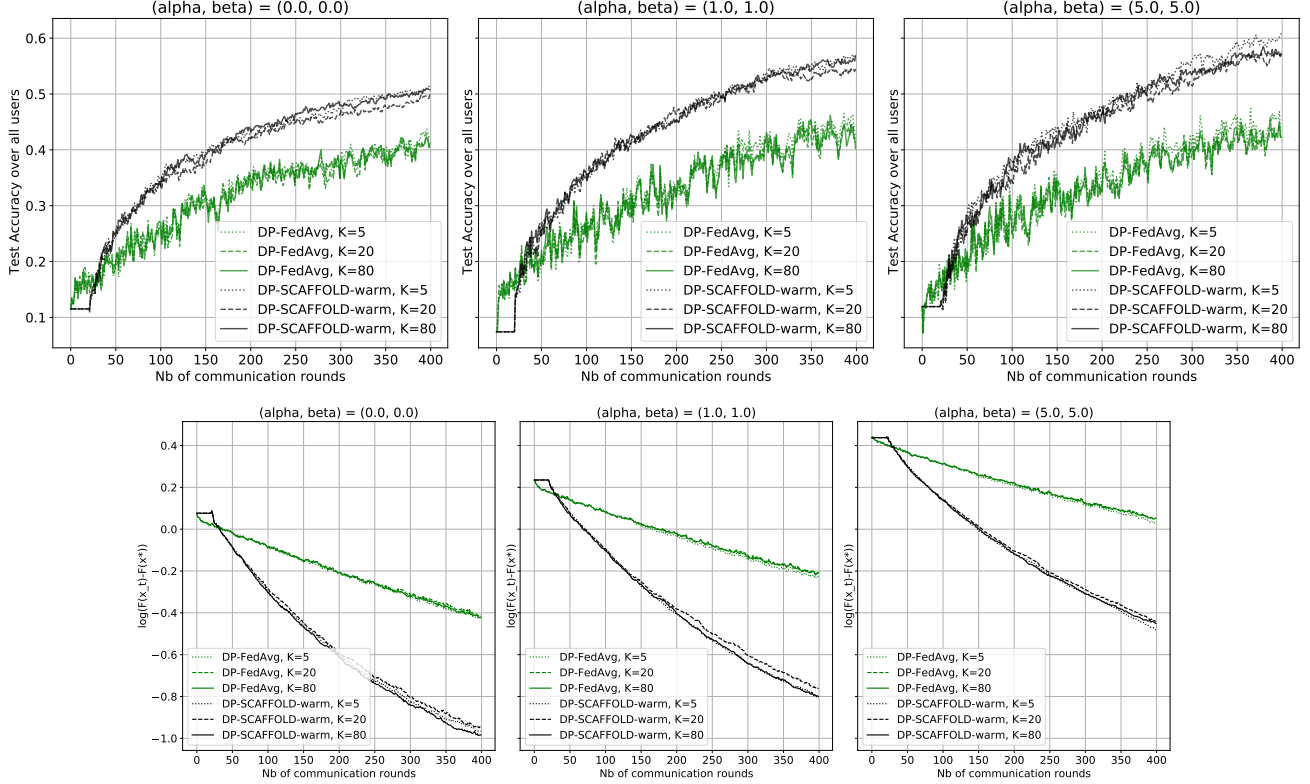 (alpha, beta) = (0.0, 0.0)
(alpha, beta) = (1.0, 1.0)
(alpha, beta) = (5.0, 5.0)
Test Accuracy over all users
0.6
0.5
0.4
0.3
0.2
0.1
DP-FedAvg, K=5
DP-FedAvg, K=20
DP-FedAvg, K=80
DP-SCAFFOLD-warm, K=5
DP-SCAFFOLD-warm, K=20
DP-SCAFFOLD-warm, K=80
0 50 100 150 200 250 300 350 400
Nb of communication rounds
Test Accuracy over all users
DP-FedAvg, K=5
DP-FedAvg, K=20
DP-FedAvg, K=80
DP-SCAFFOLD-warm, K=5
DP-SCAFFOLD-warm, K=20
DP-SCAFFOLD-warm, K=80
0 50 100 150 200 250 300 350 400
Nb of communication rounds
Test Accuracy over all users
DP-FedAvg, K=5
DP-FedAvg, K=20
DP-FedAvg, K=80
DP-SCAFFOLD-warm, K=5
DP-SCAFFOLD-warm, K=20
DP-SCAFFOLD-warm, K=80
0 50 100 150 200 250 300 350 400
Nb of communication rounds
(alpha, beta) = (0.0, 0.0)
(alpha, beta) = (1.0, 1.0)
(alpha, beta) = (5.0, 5.0)
log(F(x_t)-F(x*))
0.4
0.2
0.0
−0.2
−0.4
−0.6
−0.8
−1.0
DP-FedAvg, K=5
DP-FedAvg, K=20
DP-FedAvg, K=80
DP-SCAFFOLD-warm, K=5
DP-SCAFFOLD-warm, K=20
DP-SCAFFOLD-warm, K=80
0 50 100 150 200 250 300 350 400
Nb of communication rounds
log(F(x_t)-F(x*))
DP-FedAvg, K=5
DP-FedAvg, K=20
DP-FedAvg, K=80
DP-SCAFFOLD-warm, K=5
DP-SCAFFOLD-warm, K=20
DP-SCAFFOLD-warm, K=80
0 50 100 150 200 250 300 350 400
Nb of communication rounds
log(F(x_t)-F(x*))
DP-FedAvg, K=5
DP-FedAvg, K=20
DP-FedAvg, K=80
DP-SCAFFOLD-warm, K=5
DP-SCAFFOLD-warm, K=20
DP-SCAFFOLD-warm, K=80
0 50 100 150 200 250 300 350 400
Nb of communication rounds